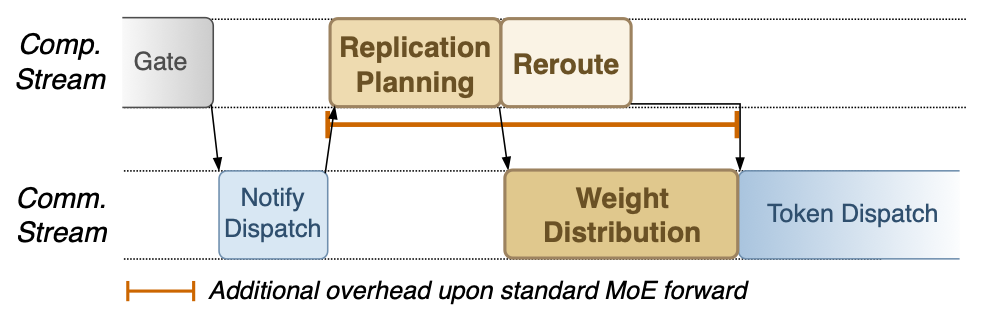 Comp.
Stream
Gate
Replication
Planning
Reroute
Comm.
Stream
Notify
Dispatch
Weight
Distribution
Token Dispatch
Additional overhead upon standard MoE forward